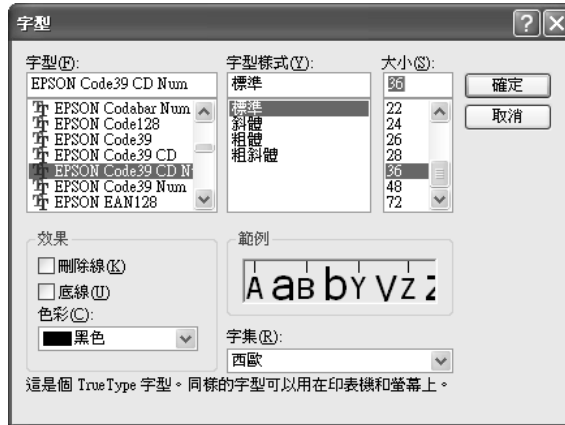 字型
字型(F):
字型樣式(Y):
大小(S):
EPSON Code39 CD Num
標準
36
確定
EPSON Codabar Num
EPSON Code128
EPSON Code39
EPSON Code39 CD
EPSON Code39 CD N
EPSON Code39 Num
EPSON EAN128
標準
斜體
粗體
粗斜體
22
24
26
28
36
48
72
取消
效果
刪除線(K)
底線(U)
色彩(C):
黑色
範例
A aB bY VZ z
字集(R):
西歐
這是個 TrueType 字型。同樣的字型可以用在印表機和螢幕上。